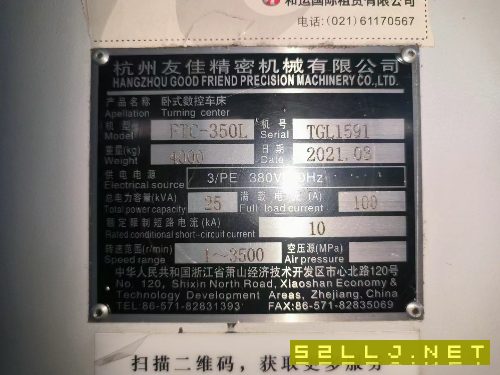 和运国际租赁有限公司
电话:(021)61170567
杭州友佳精密机械有限公司
HANGZHOU GOOD FRIEND PRECISION MACHINERY CO.,LTD.
产品名称 : 卧式数控车床
Apellation Turning center
机型 FTC-350L 机号 TGL1591
Model Serial
重量(kg) 4000 日期 2021.03
Weight Date
供电电源 3/PE 380V
Electrical source
总电力容量(kVA) 25 满载电流(A) 100
Total power capacity Full load current
额定限制短路电流(kA) 10
Rated conditional short-circuit current
转速范围(r/min) 1~3500 空压源(MPa)
Speed range Air pressure
中华人民共和国浙江省萧山经济技术开发区市心北路120号
No. 120, Shixin North Road, Xiaoshan Economy &
Technology Development Areas, Zhejiang, China
TEL:86-571-82831393 FAX:86-571-82835069
扫描二维码,获取更多服务
52LLJ.NET